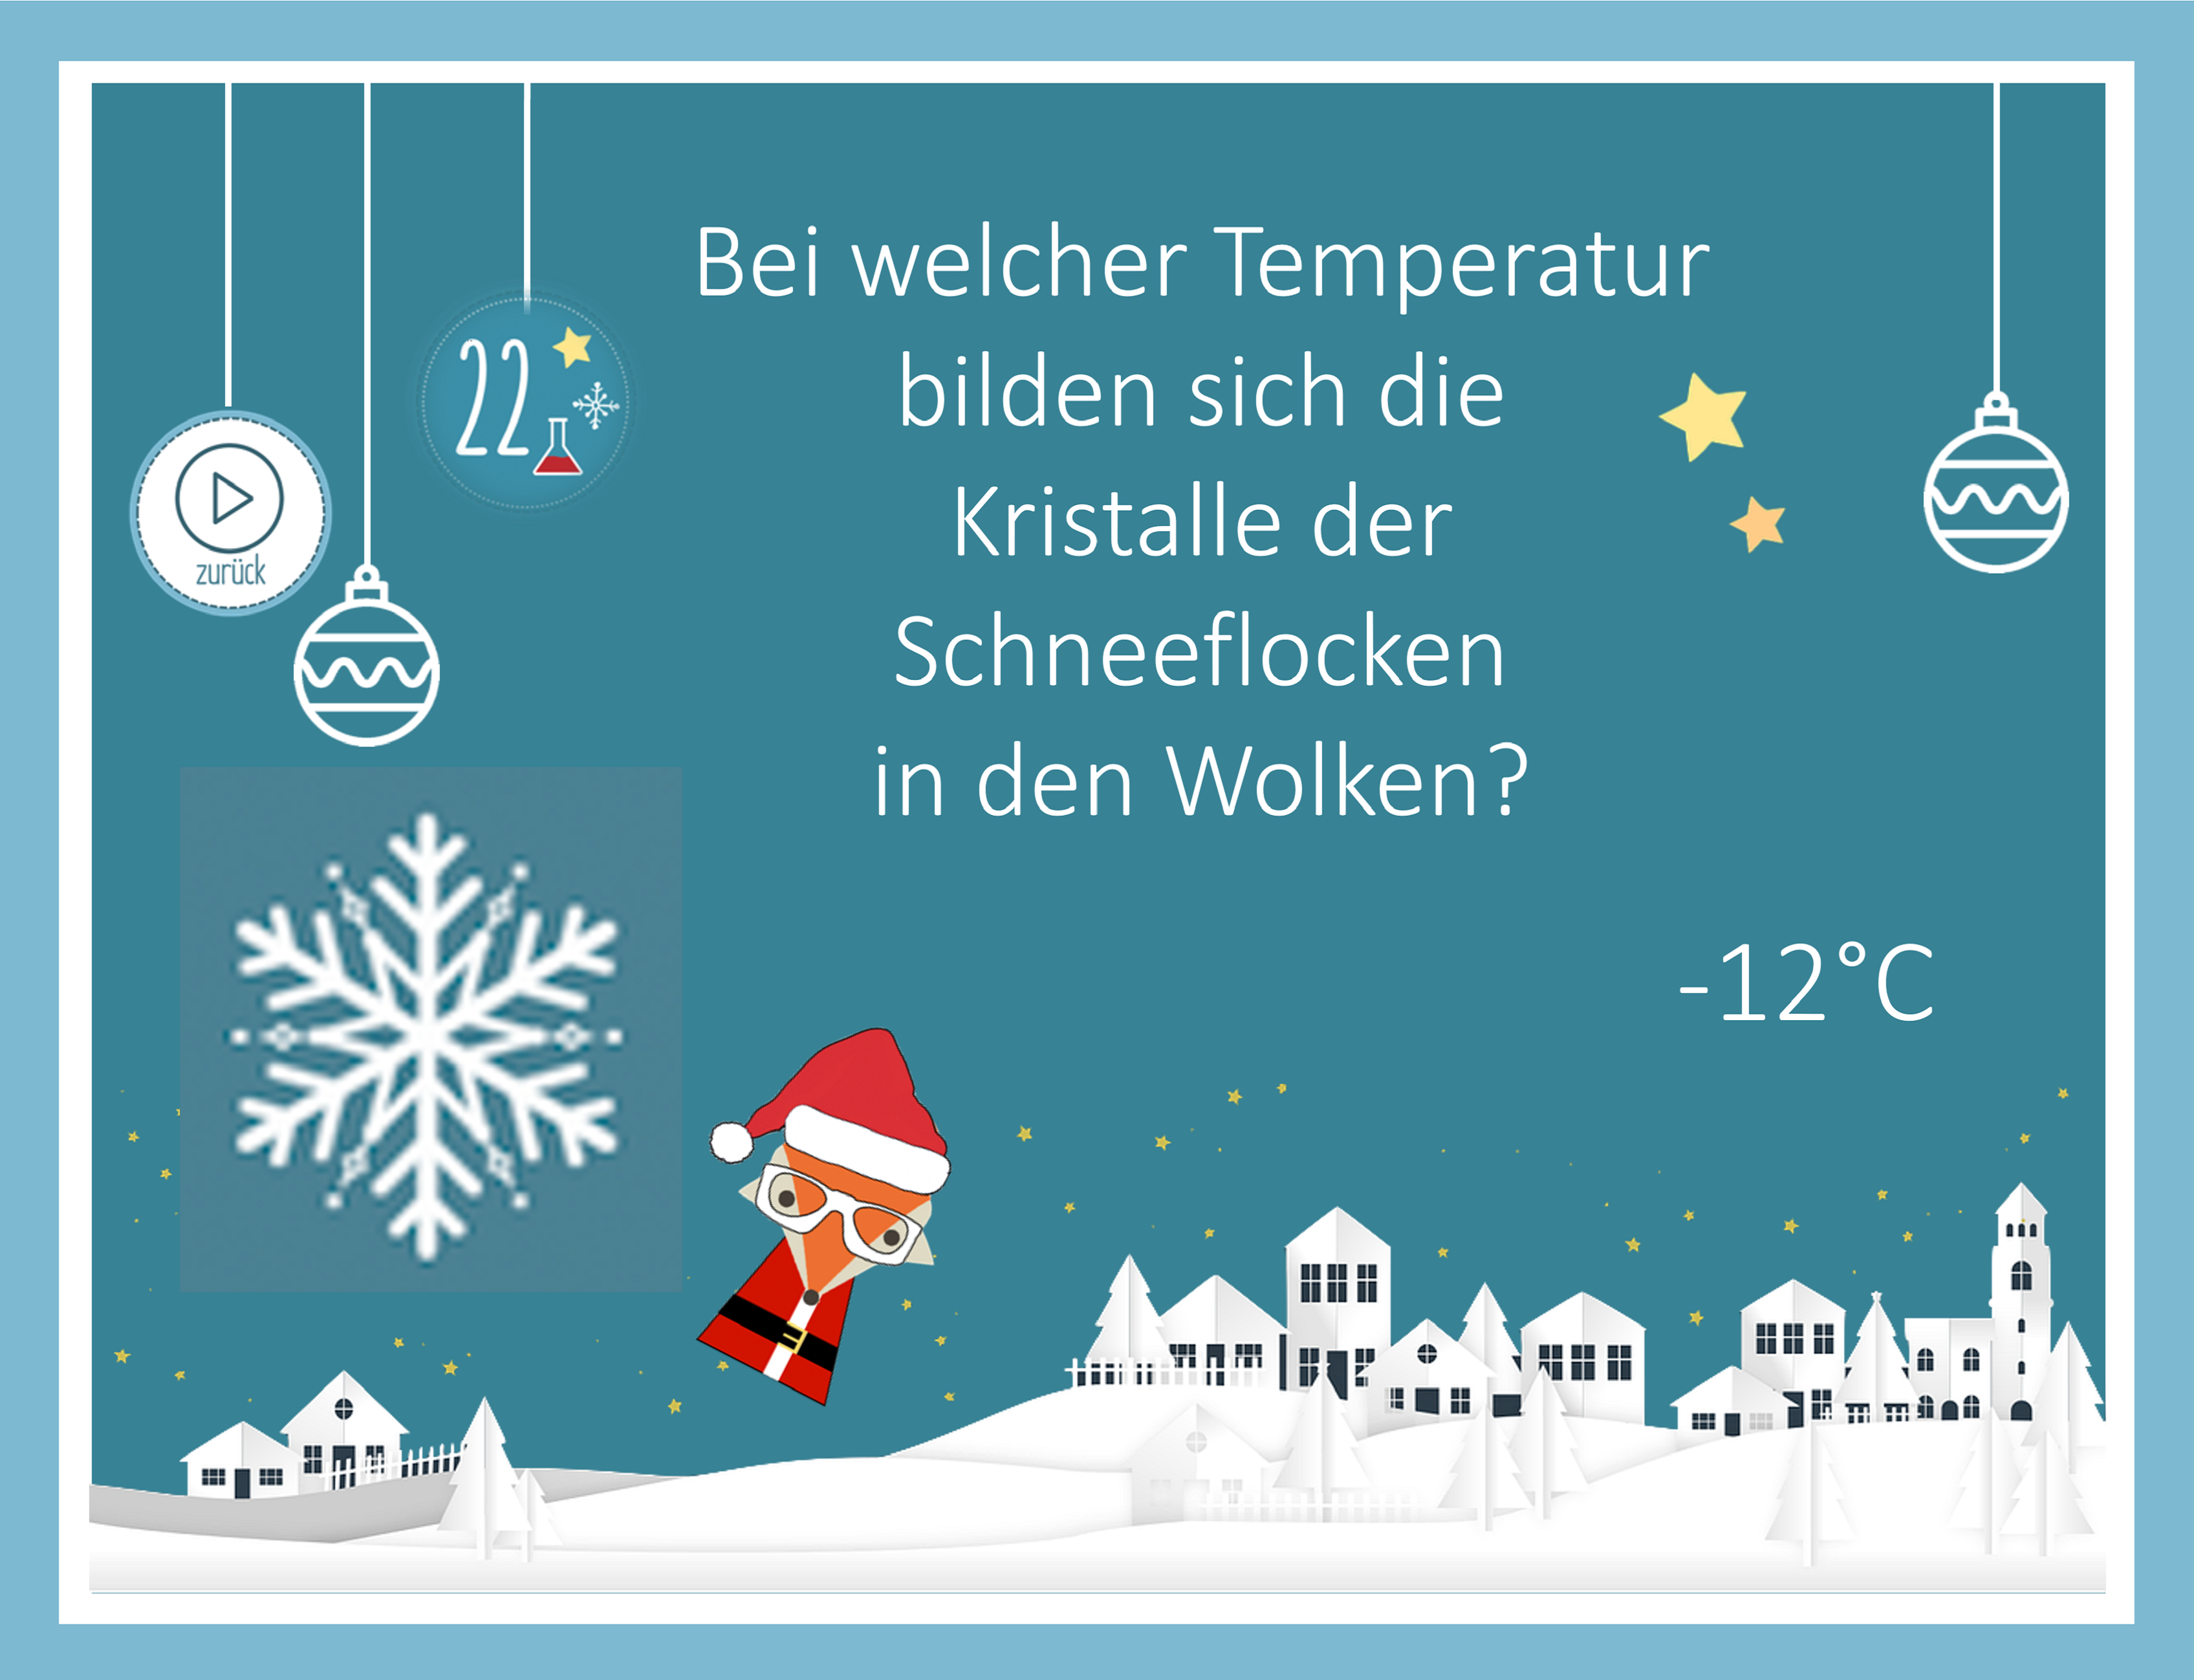 22
zurück
Bei welcher Temperatur
bilden sich die
Kristalle der
Schneeflocken
in den Wolken?
-12°C